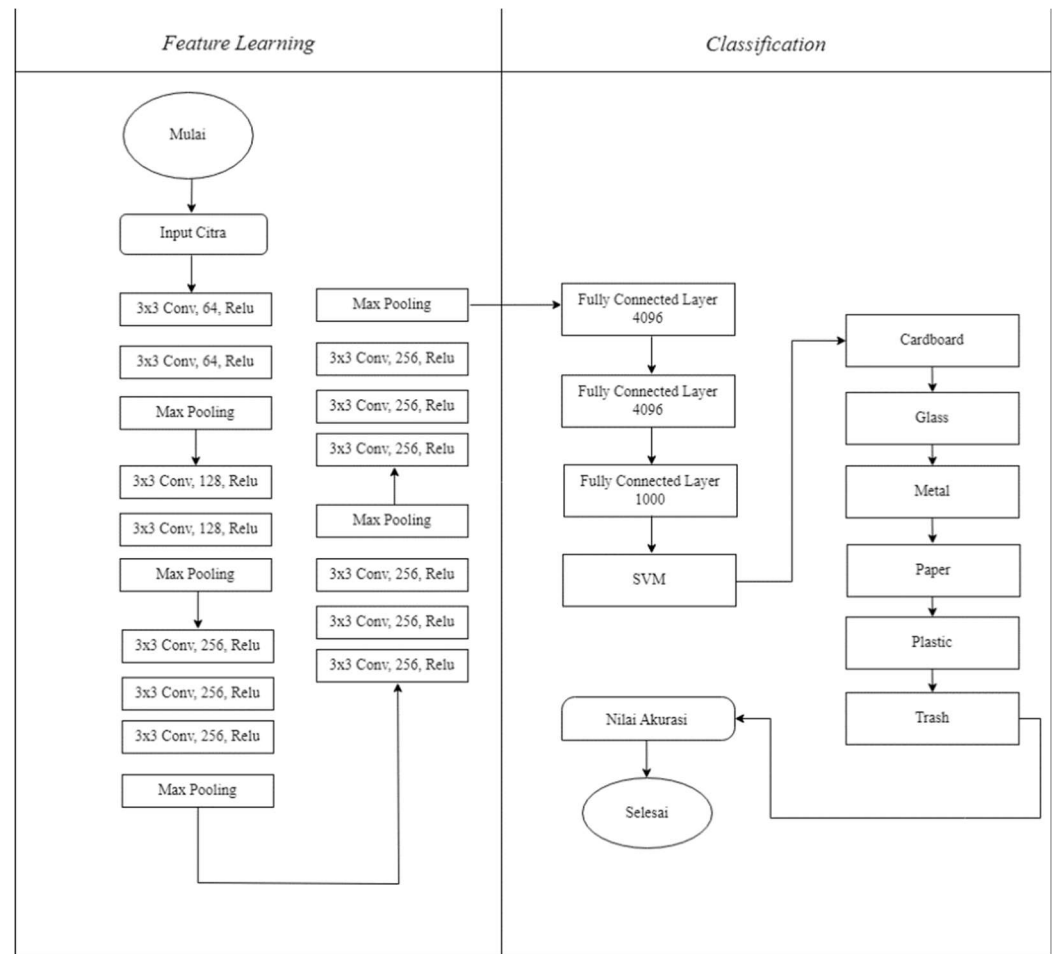 Feature Learning
Classification
Mulai
Input Citra
3x3 Conv, 64, Relu
3x3 Conv, 64, Relu
Max Pooling
3x3 Conv, 128, Relu
3x3 Conv, 128, Relu
Max Pooling
3x3 Conv, 256, Relu
3x3 Conv, 256, Relu
3x3 Conv, 256, Relu
Max Pooling
3x3 Conv, 256, Relu
3x3 Conv, 256, Relu
3x3 Conv, 256, Relu
Max Pooling
3x3 Conv, 256, Relu
3x3 Conv, 256, Relu
3x3 Conv, 256, Relu
Max Pooling
Fully Connected Layer
4096
Fully Connected Layer
4096
Fully Connected Layer
1000
SVM
Cardboard
Glass
Metal
Paper
Plastic
Trash
Nilai Akurasi
Selesai